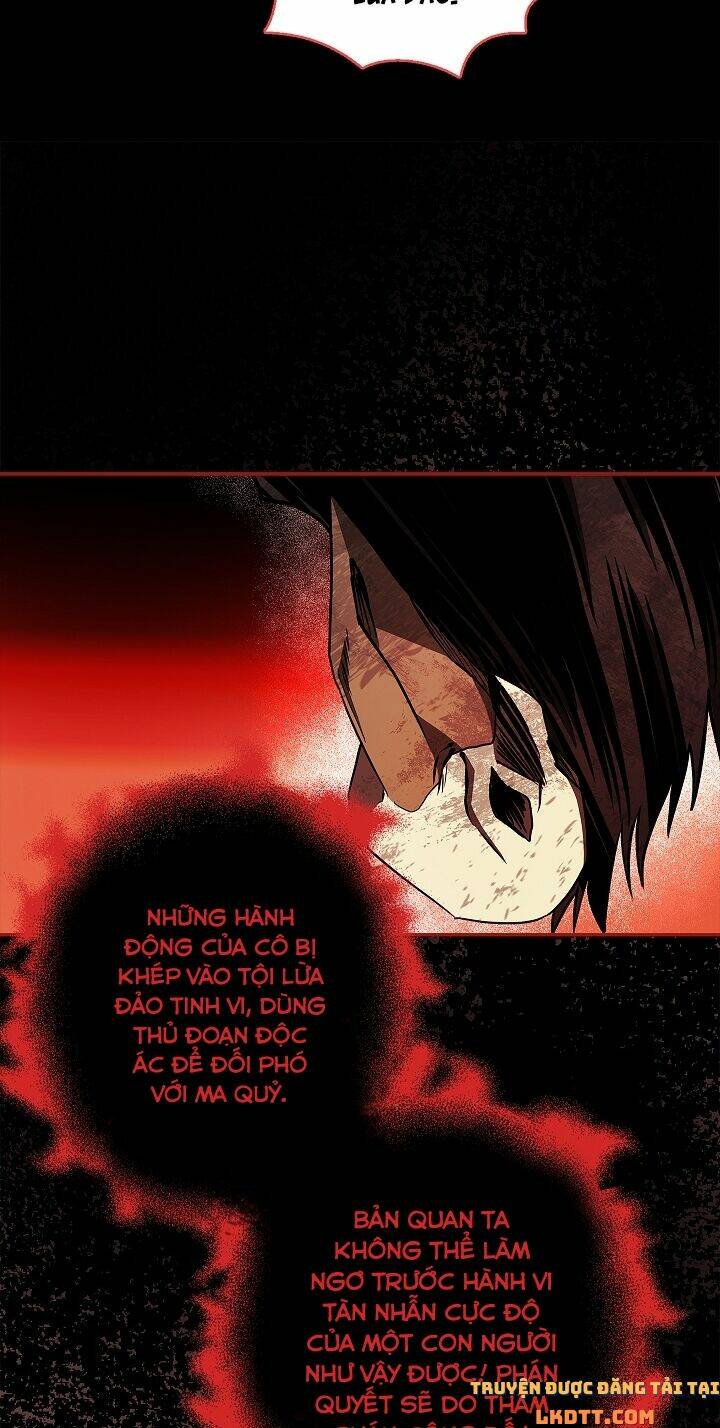 NHỮNG HÀNH
ĐỘNG CỦA CÔ BỊ
KHÉP VÀO TỘI LỪA
ĐẢO TINH VI, DÙNG
THỦ ĐOẠN ĐỘC
ÁC ĐỂ ĐỐI PHÓ
VỚI MA QUỶ.
BẢN QUAN TA
KHÔNG THỂ LÀM
NGƠ TRƯỚC HÀNH VI
TÀN NHẪN CỰC ĐỘ
CỦA MỘT CON NGƯỜI
NHƯ VẬY ĐƯỢC! PHÁN
QUYẾT SẼ DO THẨM
TRUYỆN ĐƯỢC ĐĂNG TẢI TẠI
LKDTT.COM